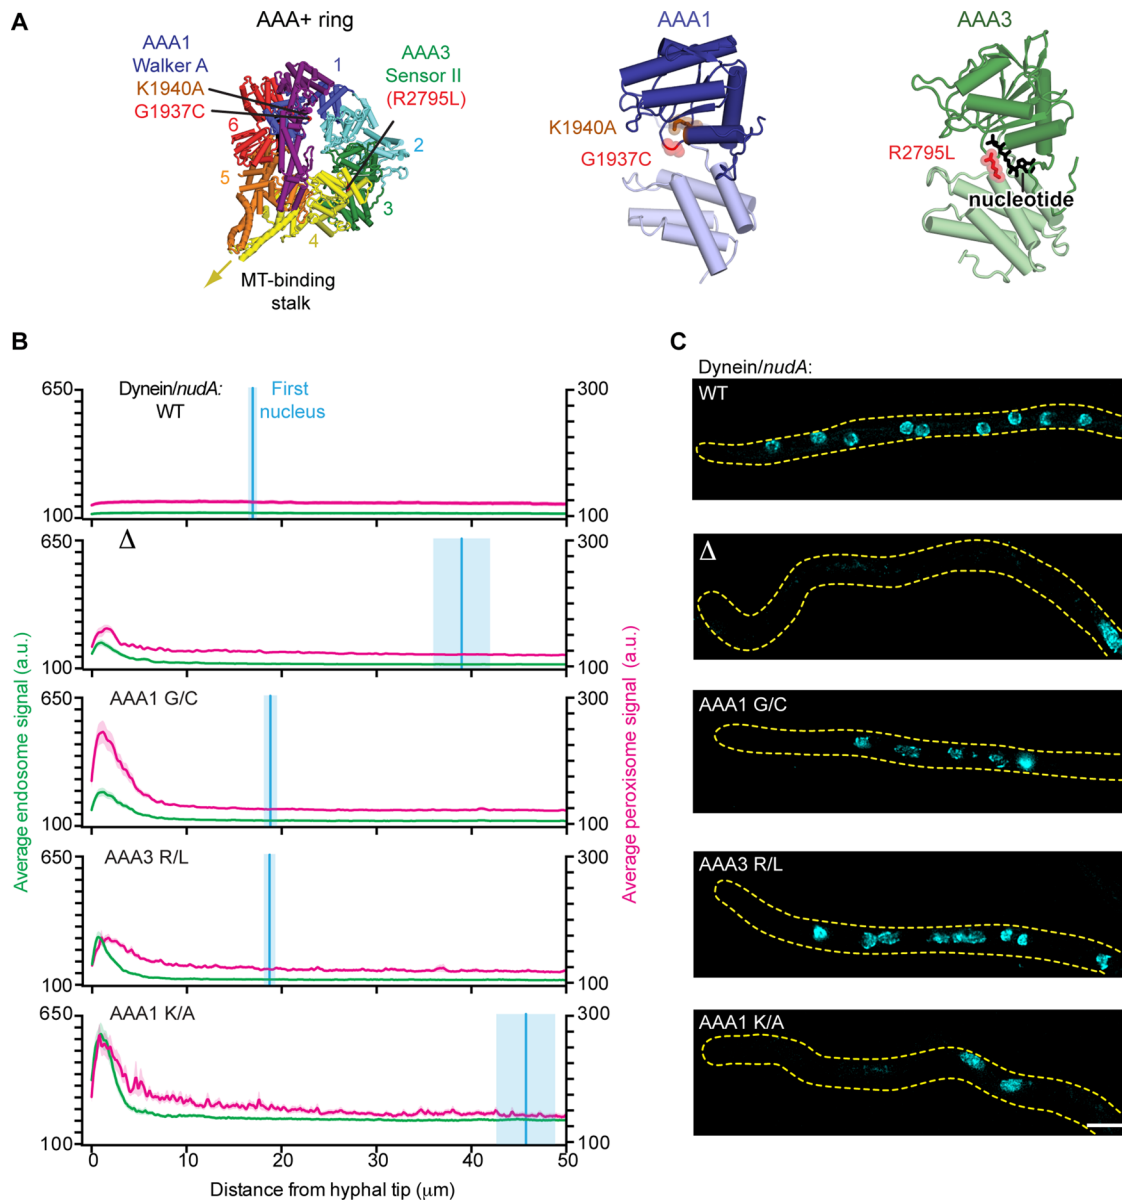 A
AAA+ ring
AAA1
Walker A
K1940A
G1937C
AAA3
Sensor II
(R2795L)
1
2
3
4
5
6
MT-binding
stalk
AAA1
K1940A
G1937C
AAA3
R2795L
nucleotide
B
650
100
Dynein/nudA:
WT
First
nucleus
300
100
650
100
Δ
300
100
650
100
AAA1 G/C
300
100
650
100
AAA3 R/L
300
100
650
100
AAA1 K/A
300
100
0
10
20
30
40
50
Average endosome signal (a.u.)
Average peroxisome signal (a.u.)
Distance from hyphal tip (μm)
C
Dynein/nudA:
WT
Δ
AAA1 G/C
AAA3 R/L
AAA1 K/A